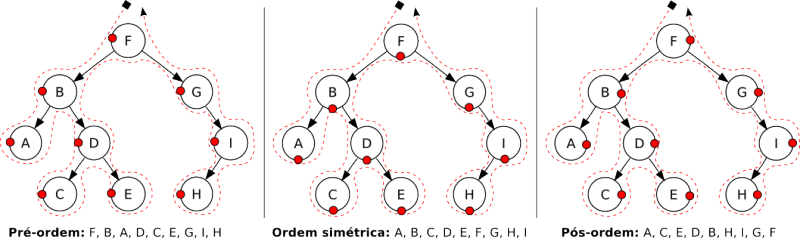 F
B
G
A
D
I
C
E
H
Pré-ordem: F, B, A, D, C, E, G, I, H
F
B
G
A
D
I
C
E
H
Ordem simétrica: A, B, C, D, E, F, G, H, I
F
B
G
A
D
I
C
E
H
Pós-ordem: A, C, E, D, B, H, I, G, F